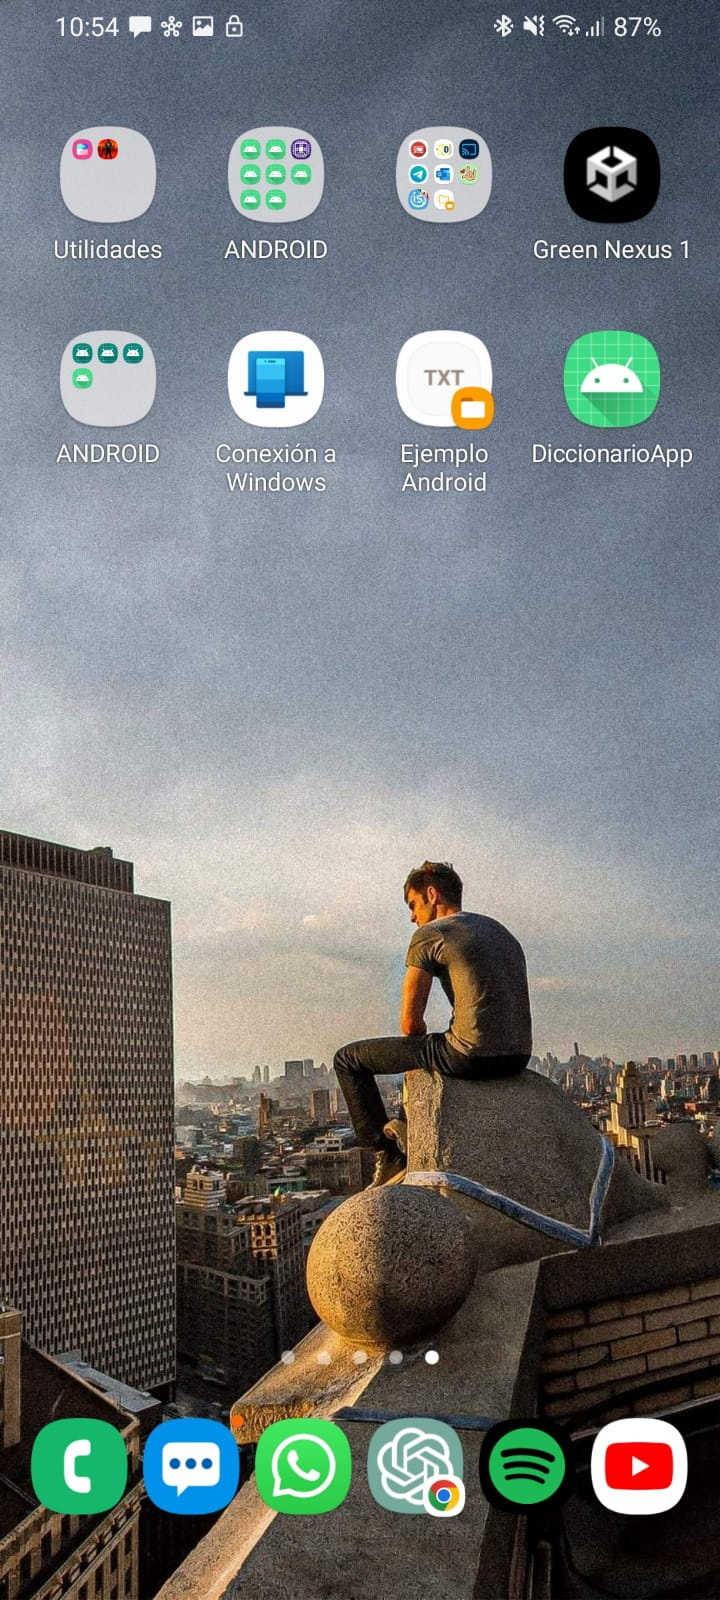 10:54 87%
Utilidades ANDROID Green Nexus 1
TXT
ANDROID Conexión a Windows Ejemplo Android DiccionarioApp